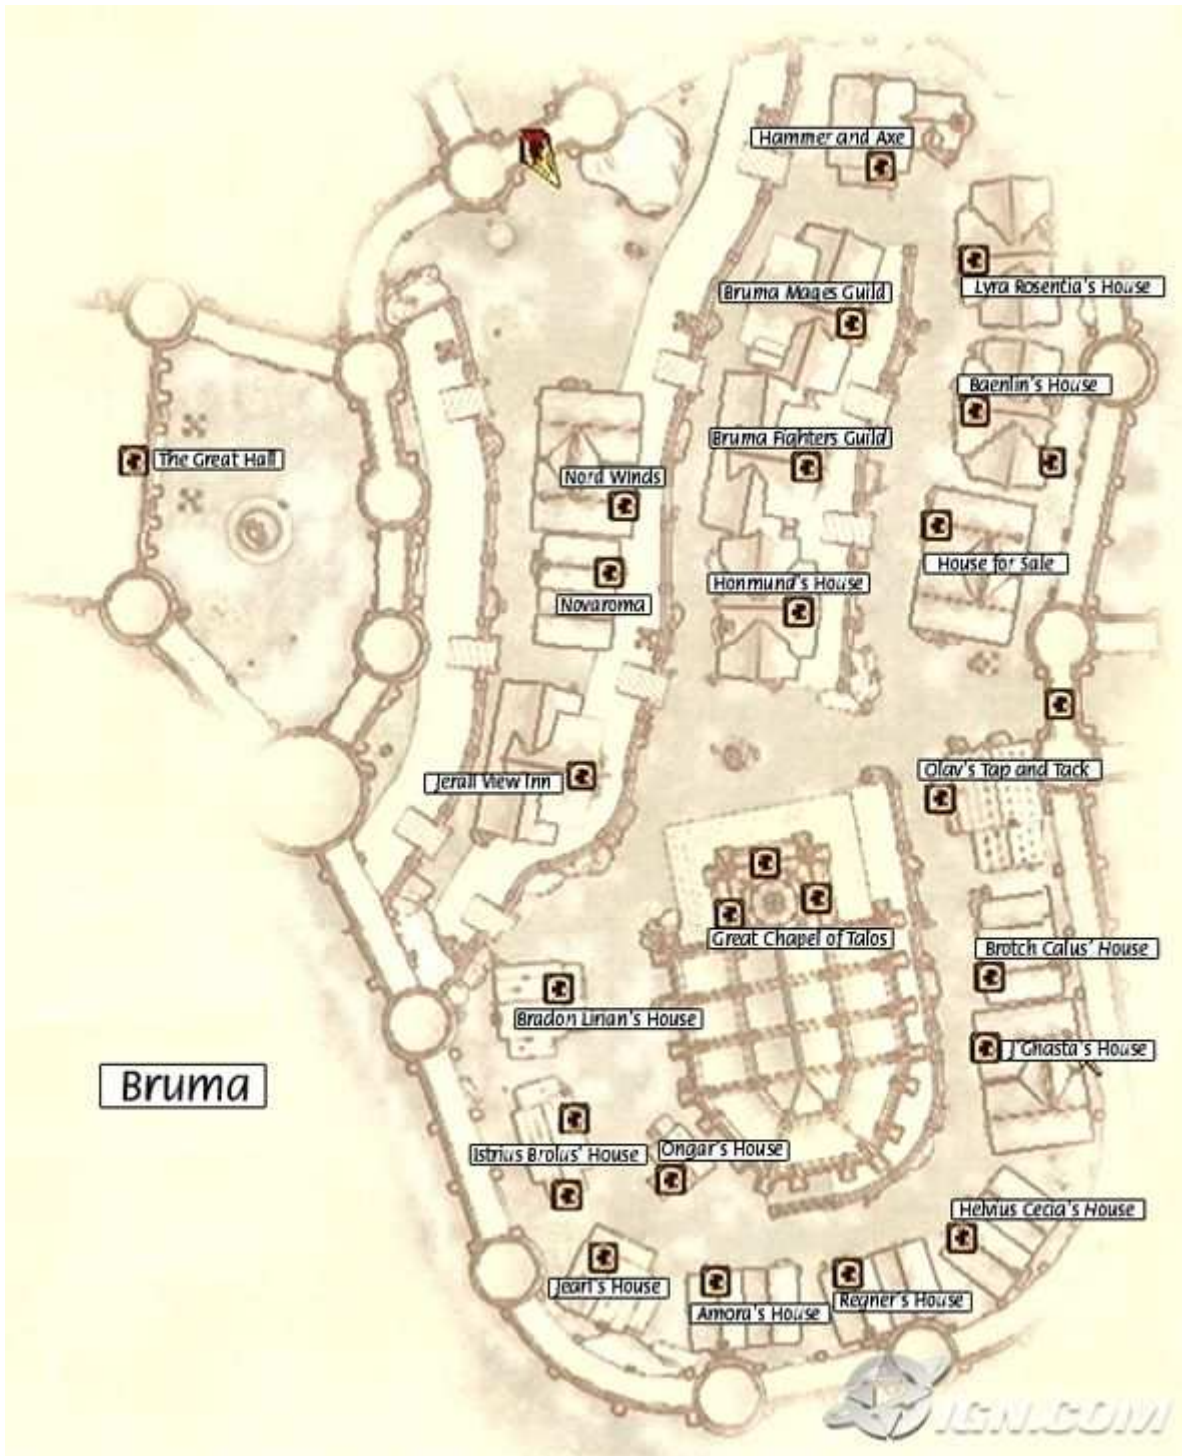 Hammer and Axe
Lyra Rosentia's House
Bruma Mages Guild
Baenlin's House
Bruma Fighters Guild
The Great Hall
Nord Winds
House for Sale
Honmund's House
Novaroma
Olav's Tap and Tack
Jerall View Inn
Great Chapel of Talos
Brotch Calus' House
Bradon Lirian's House
J'Ghasta's House
Bruma
Ongar's House
Istrius Brolus' House
Helvius Cecia's House
Jearl's House
Regner's House
Amora's House
IGN.COM